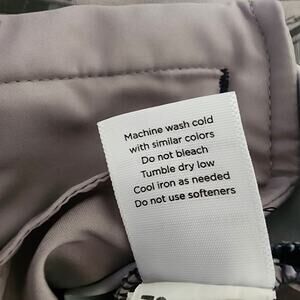 Machine wash cold
with similar colors
Do not bleach
Tumble dry low
Cool iron as needed
Do not use softeners